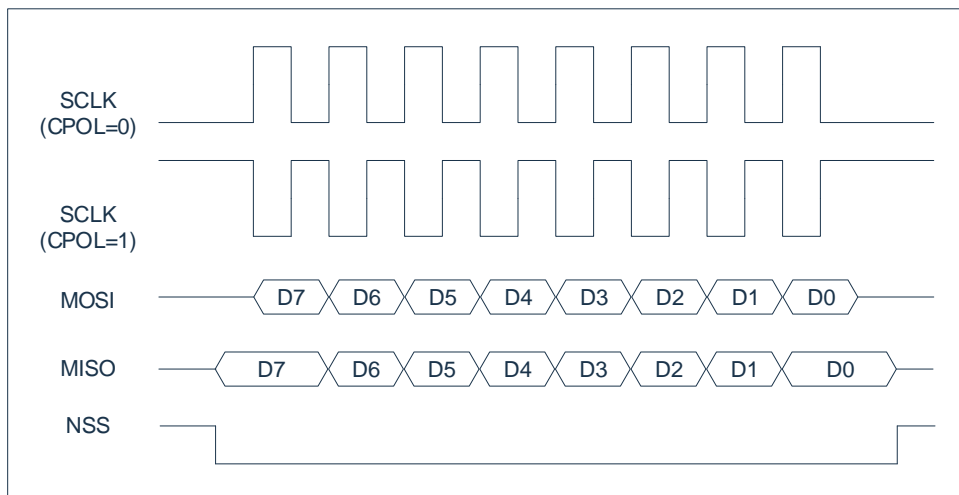 SCLK
(CPOL=0)
SCLK
(CPOL=1)
MOSI D7 D6 D5 D4 D3 D2 D1 D0
MISO D7 D6 D5 D4 D3 D2 D1 D0
NSS